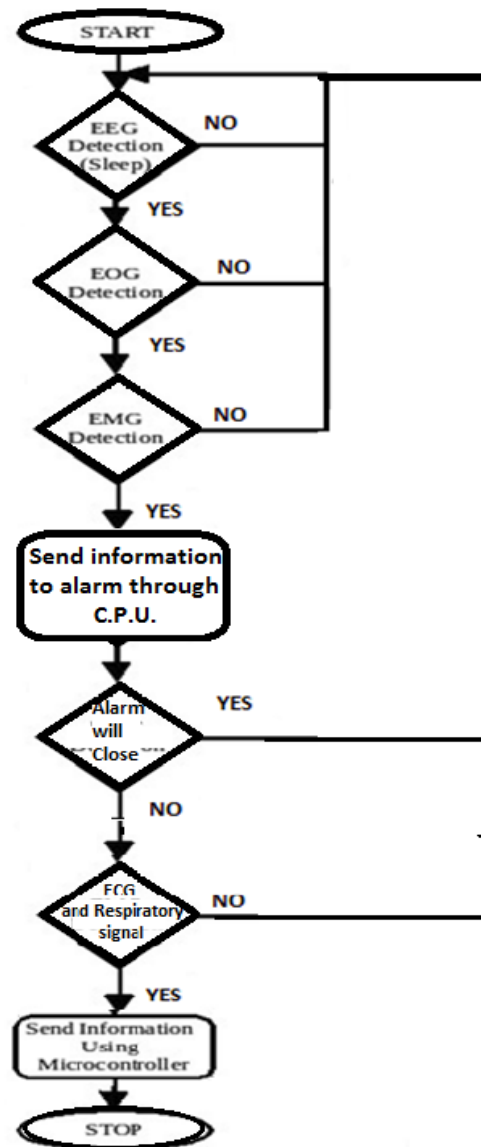 START
EEG
Detection
(Sleep)
NO
YES
EOG
Detection
NO
YES
EMG
Detection
NO
YES
Send information
to alarm through
C.P.U.
Alarm
will
Close
YES
NO
ECG
and Respiratory
signal
NO
YES
Send Information
Using
Microcontroller
STOP